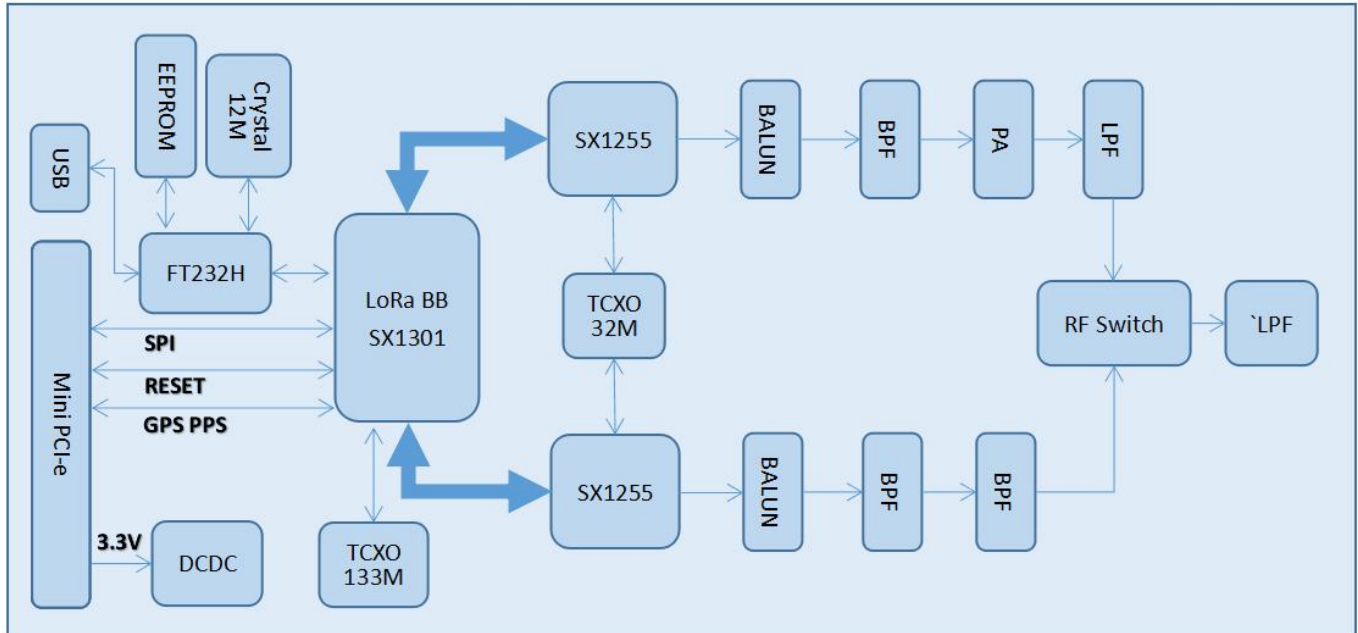 EEPROM
Crystal
12M
USB
FT232H
Mini PCI-e
SPI
RESET
GPS PPS
3.3V
DCDC
LoRa BB
SX1301
TCXO
133M
SX1255
BALUN
BPF
PA
LPF
TCXO
32M
RF Switch
`LPF
SX1255
BALUN
BPF
BPF